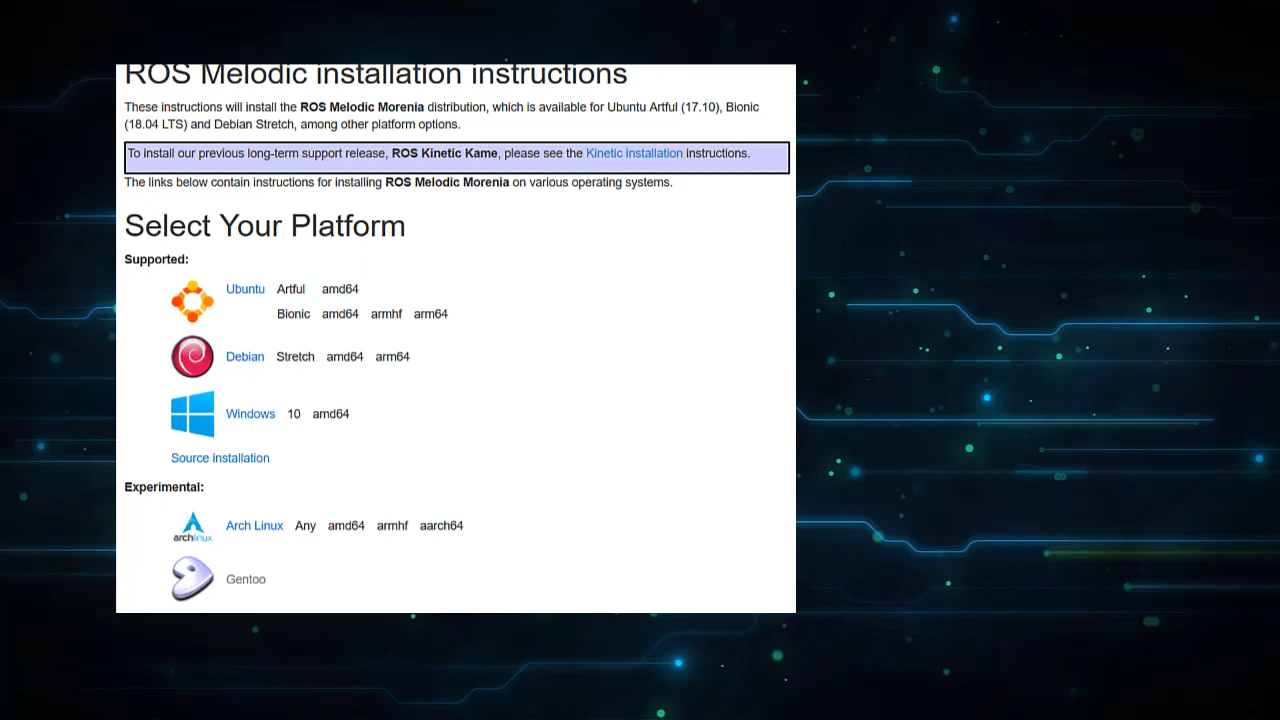 ROS Melodic installation instructions
These instructions will install the ROS Melodic Morenia distribution, which is available for Ubuntu Artful (17.10), Bionic
(18.04 LTS) and Debian Stretch, among other platform options.
To install our previous long-term support release, ROS Kinetic Kame, please see the Kinetic installation instructions.
The links below contain instructions for installing ROS Melodic Morenia on various operating systems.
Select Your Platform
Supported:
Ubuntu Artful amd64
Bionic amd64 armhf arm64
Debian Stretch amd64 arm64
Windows 10 amd64
Source installation
Experimental:
Arch Linux Any amd64 armhf aarch64
archlinux
Gentoo